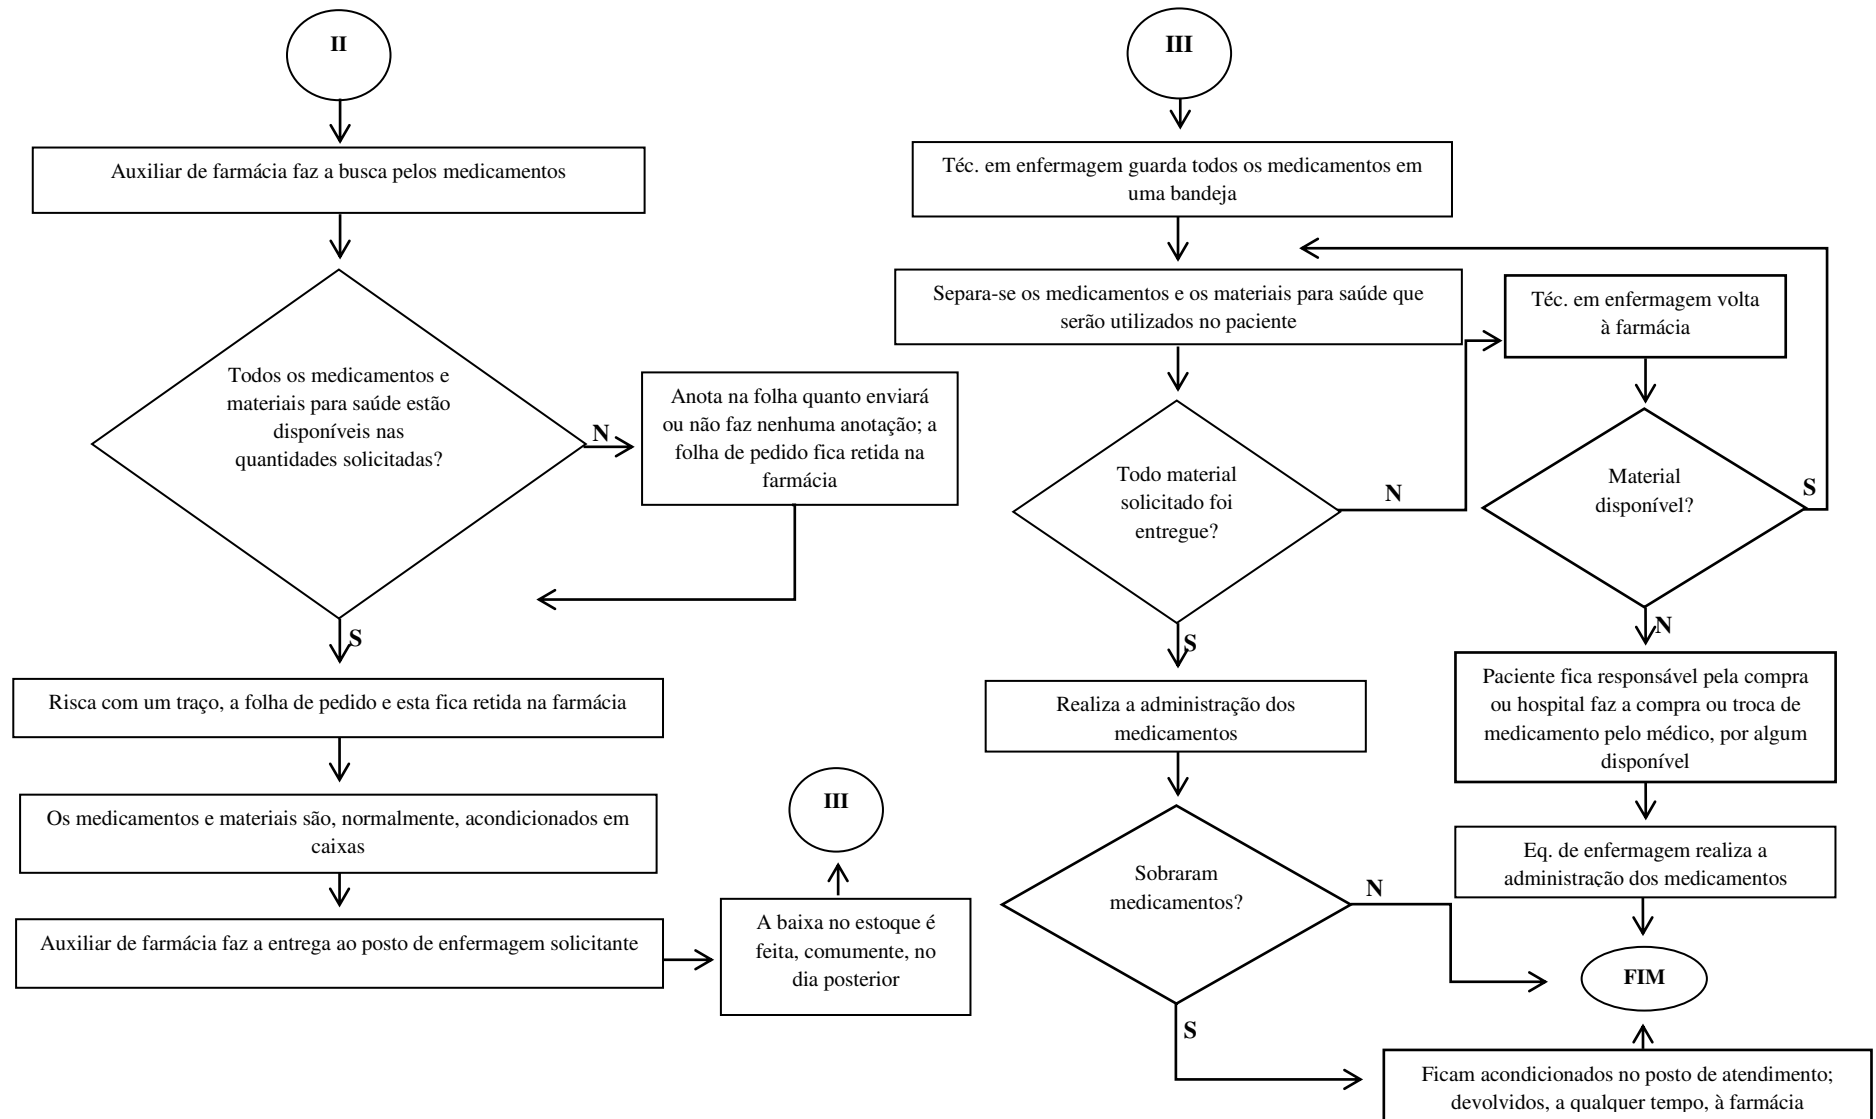 II
Auxiliar de farmácia faz a busca pelos medicamentos
Todos os medicamentos e
materiais para saúde estão
disponíveis nas
quantidades solicitadas?
N
Anota na folha quanto enviará
ou não faz nenhuma anotação; a
folha de pedido fica retida na
farmácia
S
Risca com um traço, a folha de pedido e esta fica retida na farmácia
Os medicamentos e materiais são, normalmente, acondicionados em
caixas
Auxiliar de farmácia faz a entrega ao posto de enfermagem solicitante
A baixa no estoque é
feita, comumente, no
dia posterior
III
III
Téc. em enfermagem guarda todos os medicamentos em
uma bandeja
Separa-se os medicamentos e os materiais para saúde que
serão utilizados no paciente
Todo material
solicitado foi
entregue?
N
Téc. em enfermagem volta
à farmácia
Material
disponível?
S
N
Paciente fica responsável pela compra
ou hospital faz a compra ou troca de
medicamento pelo médico, por algum
disponível
Eq. de enfermagem realiza a
administração dos medicamentos
S
Realiza a administração dos
medicamentos
Sobraram
medicamentos?
N
FIM
S
Ficam acondicionados no posto de atendimento;
devolvidos, a qualquer tempo, à farmácia